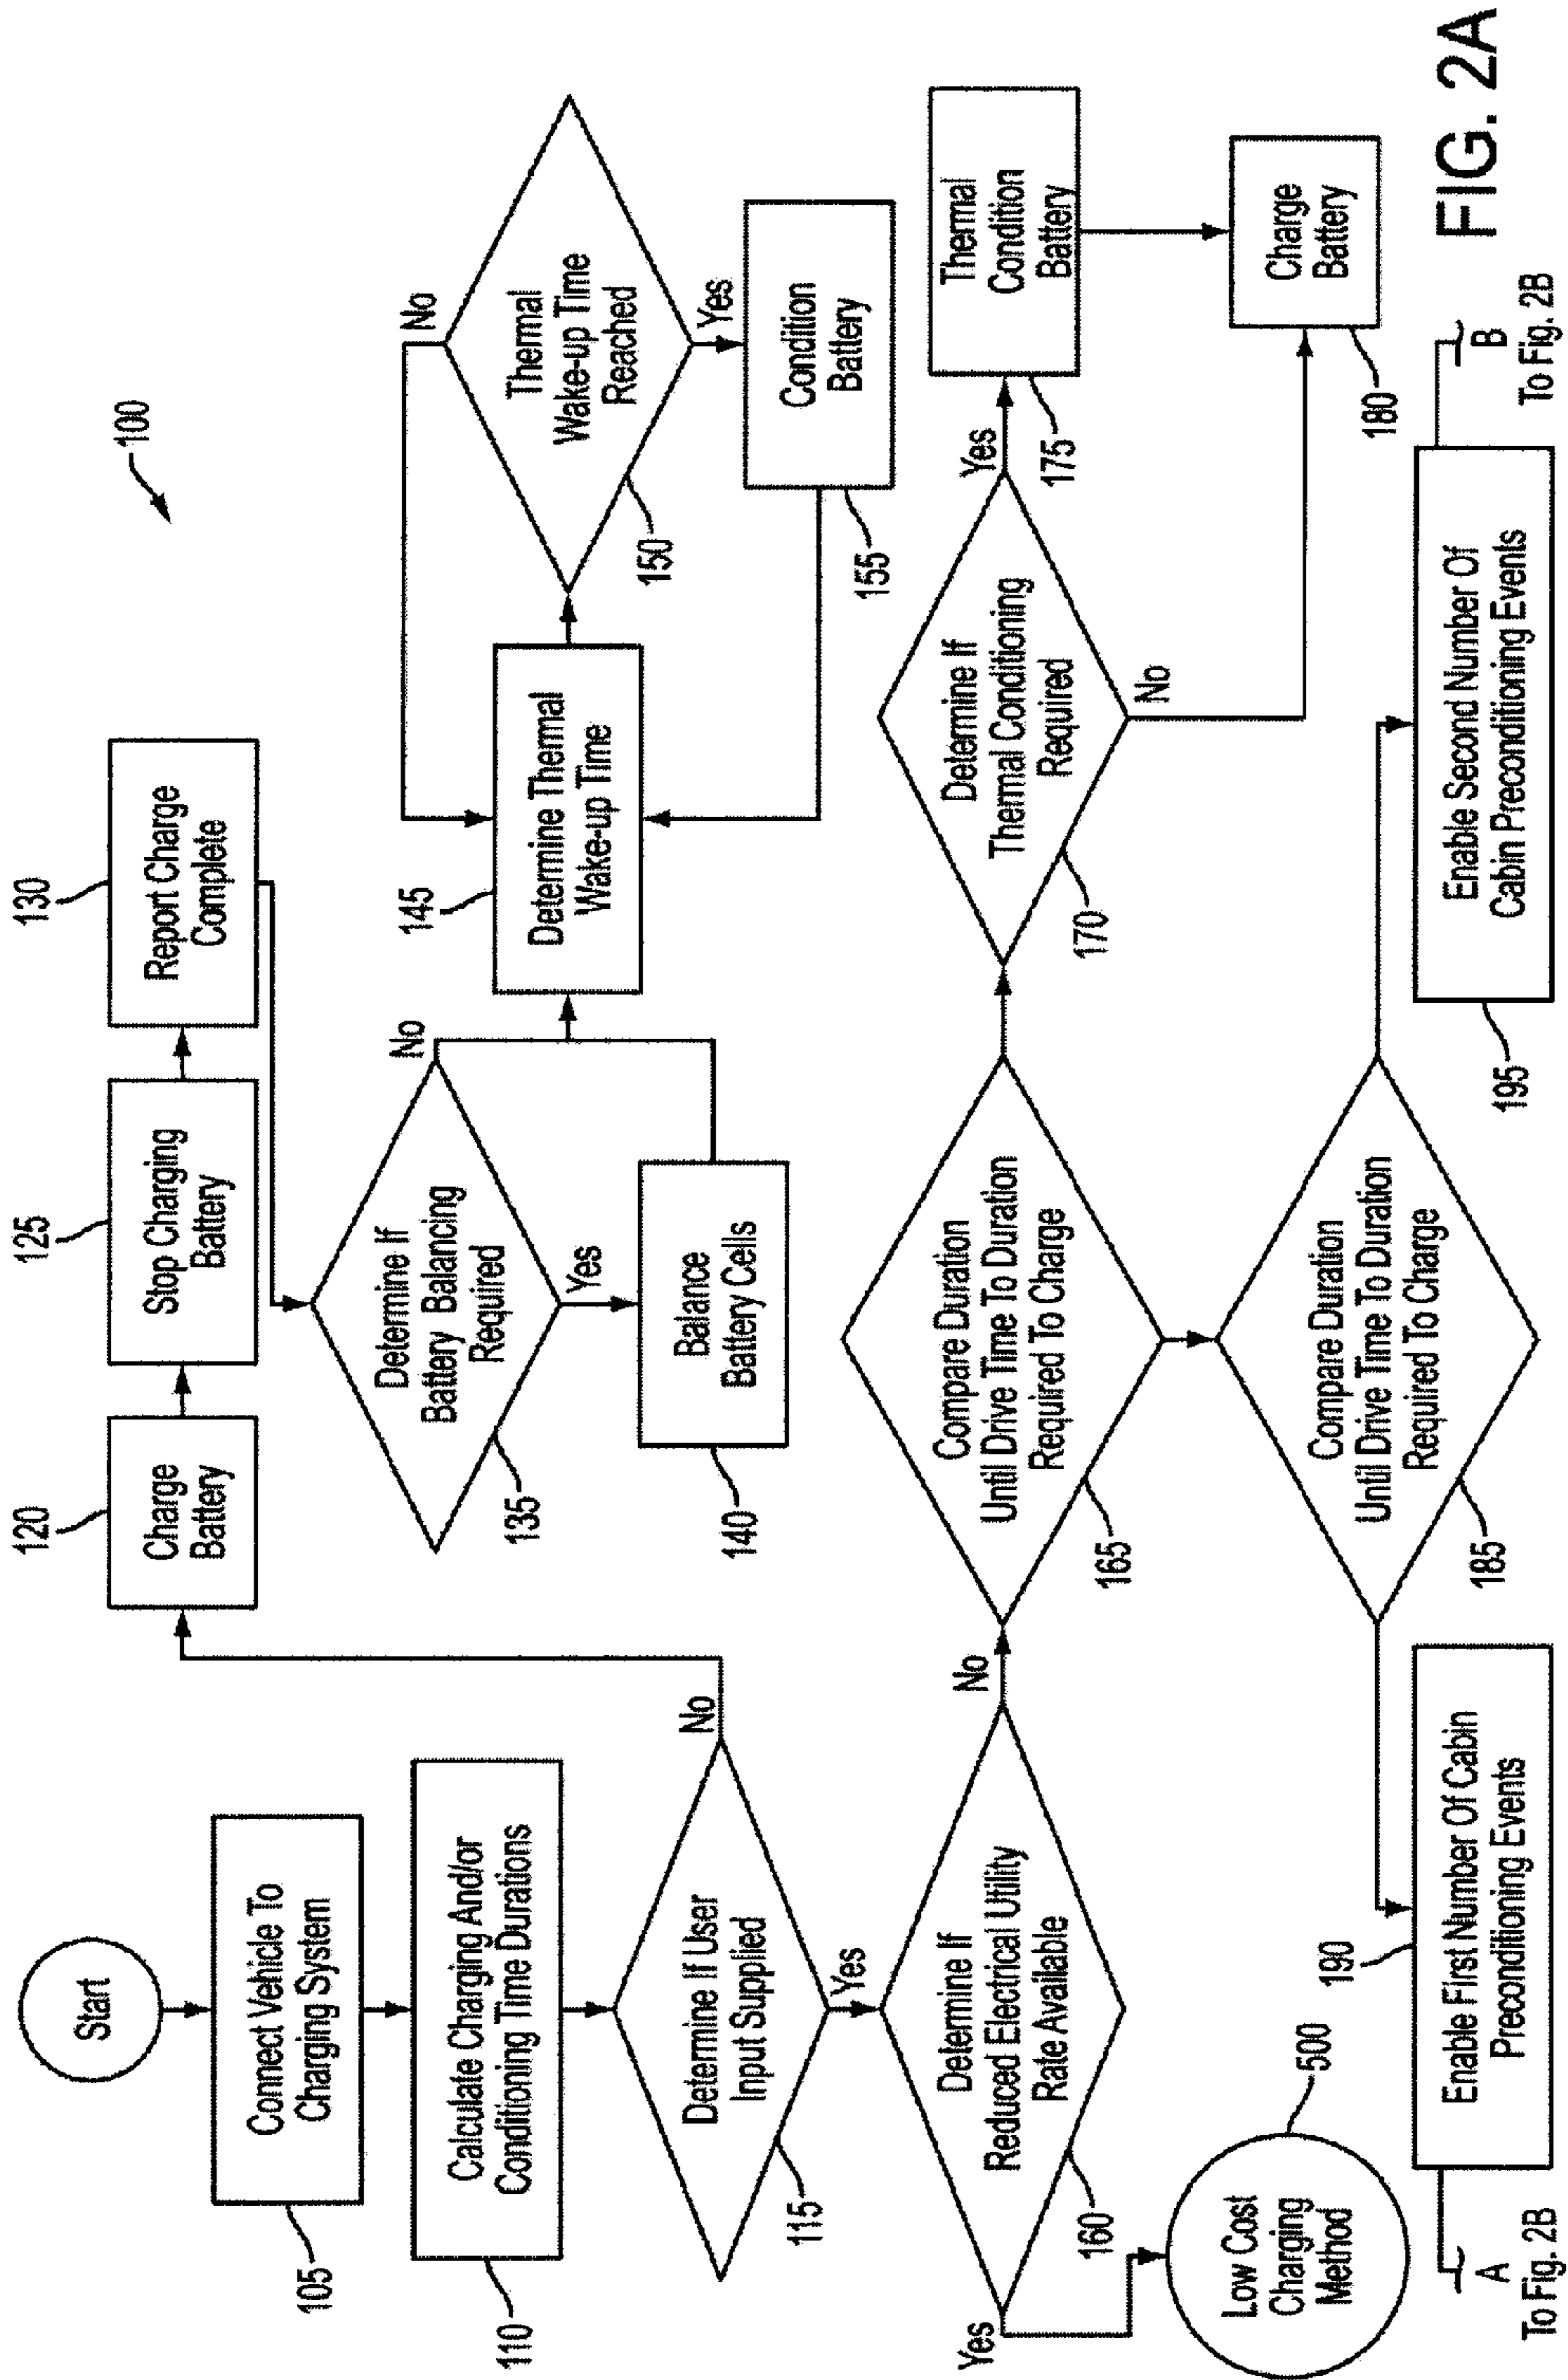 100
Start
Connect Vehicle To
Charging System
105
Calculate Charging And/or
Conditioning Time Durations
110
Determine If User
Input Supplied
115
No
Yes
120
Charge
Battery
125
Stop Charging
Battery
130
Report Charge
Complete
Determine If
Battery Balancing
Required
135
No
Yes
Balance
Battery Cells
140
145
Determine Thermal
Wake-up Time
Thermal
Wake-up Time
Reached
150
No
Yes
Condition
Battery
155
Determine If
Reduced Electrical Utility
Rate Available
160
Yes
No
Low Cost
Charging
Method
500
Compare Duration
Until Drive Time To Duration
Required To Charge
165
Determine If
Thermal Conditioning
Required
170
Yes
No
Thermal
Condition
Battery
175
Charge
Battery
180
Compare Duration
Until Drive Time To Duration
Required To Charge
185
190
Enable First Number Of Cabin
Preconditioning Events
A
To Fig. 2B
195
Enable Second Number Of
Cabin Preconditioning Events
B
To Fig. 2B
FIG. 2A